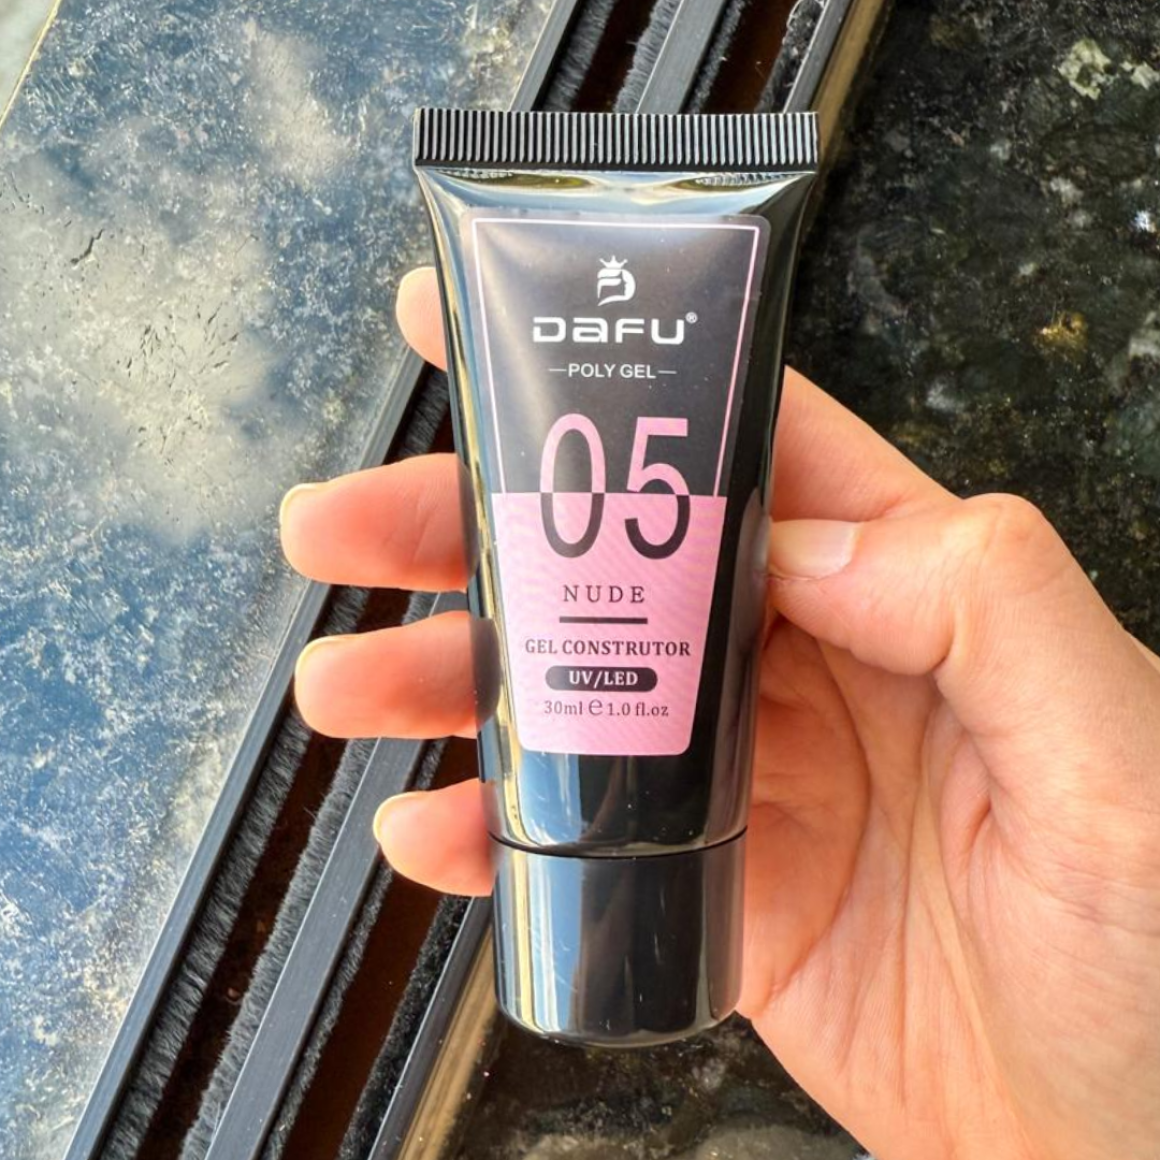 DAFU®
POLY GEL
05
NUDE
GEL CONSTRUTOR
UV/LED
30ml ℮ 1.0 fl.oz